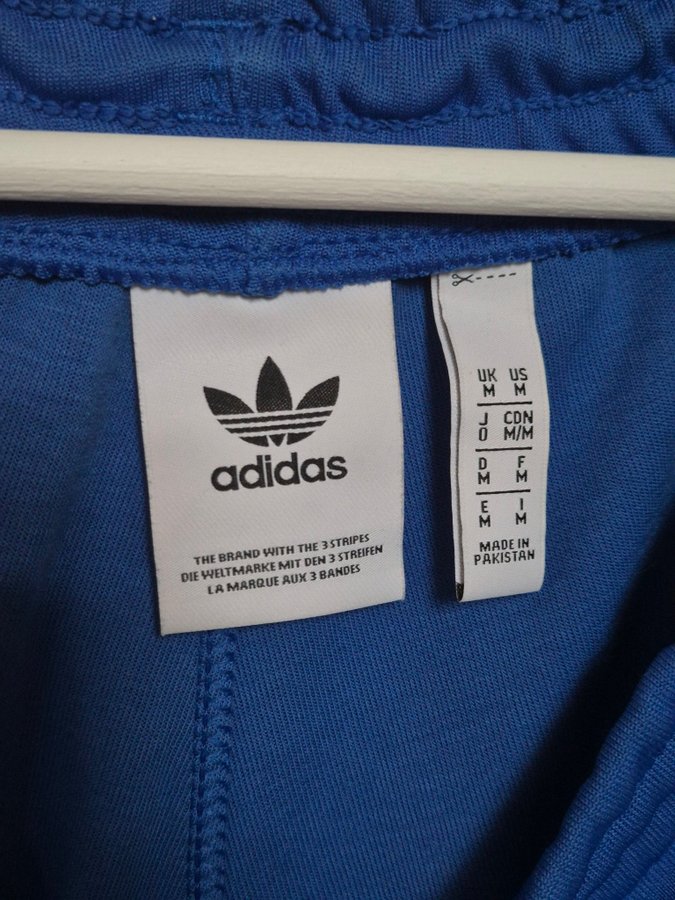 adidas
THE BRAND WITH THE 3 STRIPES
DIE WELTMARKE MIT DEN 3 STREIFEN
LA MARQUE AUX 3 BANDES
UK US
M M
J CDN
O M/M
D F
M M
E I
M M
MADE IN
PAKISTAN